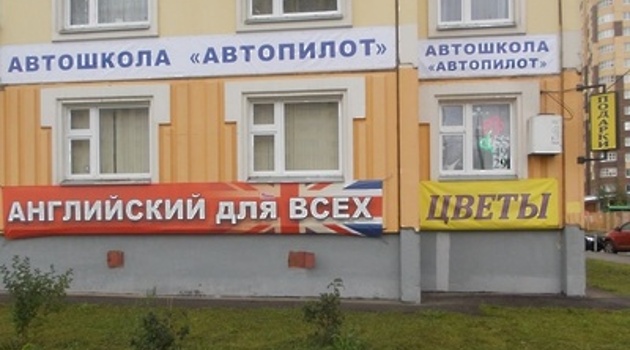 АВТОШКОЛА «АВТОПИЛОТ»
АВТОШКОЛА
«АВТОПИЛОТ»
ПОДАРКИ
АНГЛИЙСКИЙ для ВСЕХ
ЦВЕТЫ